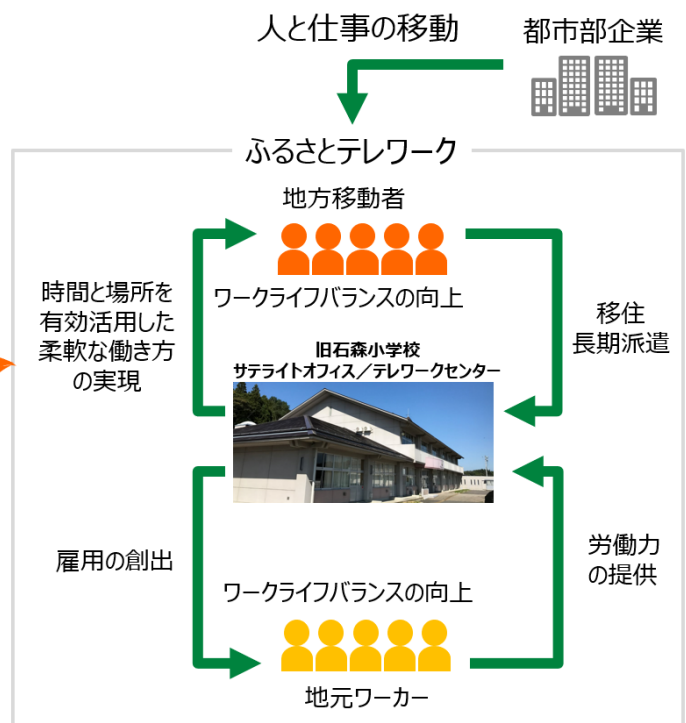 人と仕事の移動
都市部企業
ふるさとテレワーク
地方移動者
ワークライフバランスの向上
時間と場所を
有効活用した
柔軟な働き方
の実現
移住
長期派遣
旧石森小学校
サテライトオフィス／テレワークセンター
雇用の創出
労働力
の提供
ワークライフバランスの向上
地元ワーカー